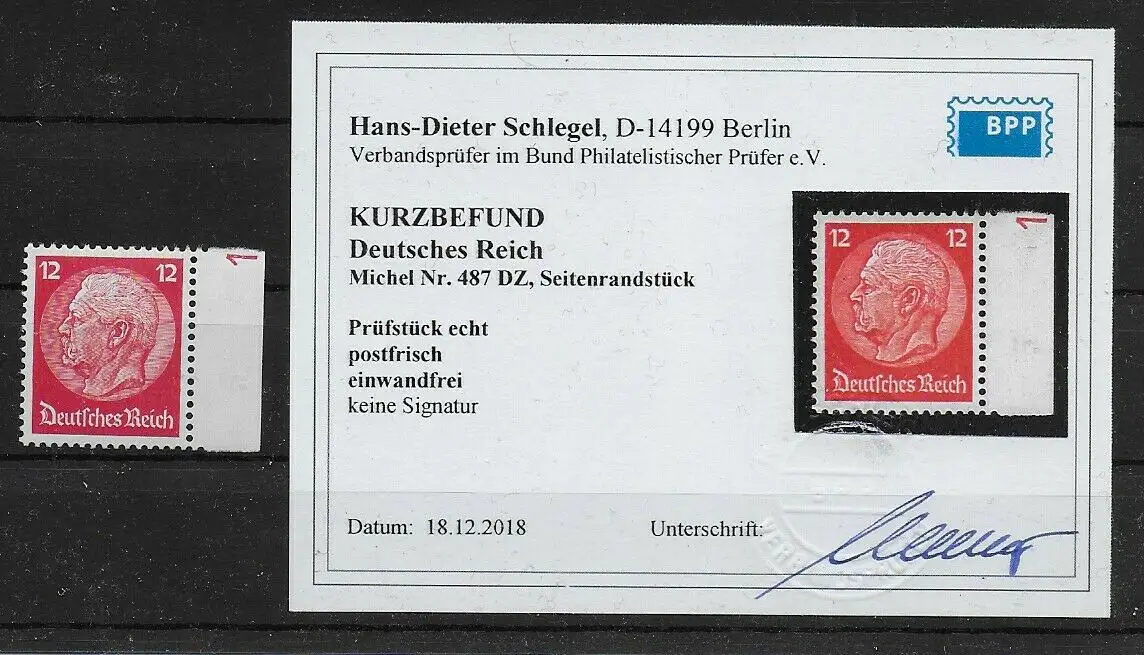 12 12
Deutsches Reich
1
Hans-Dieter Schlegel, D-14199 Berlin
Verbandsprüfer im Bund Philatelistischer Prüfer e.V.
BPP
KURZBEFUND
Deutsches Reich
Michel Nr. 487 DZ, Seitenrandstück
Prüfstück echt
postfrisch
einwandfrei
keine Signatur
12 12
Deutsches Reich
1
Datum: 18.12.2018
Unterschrift: